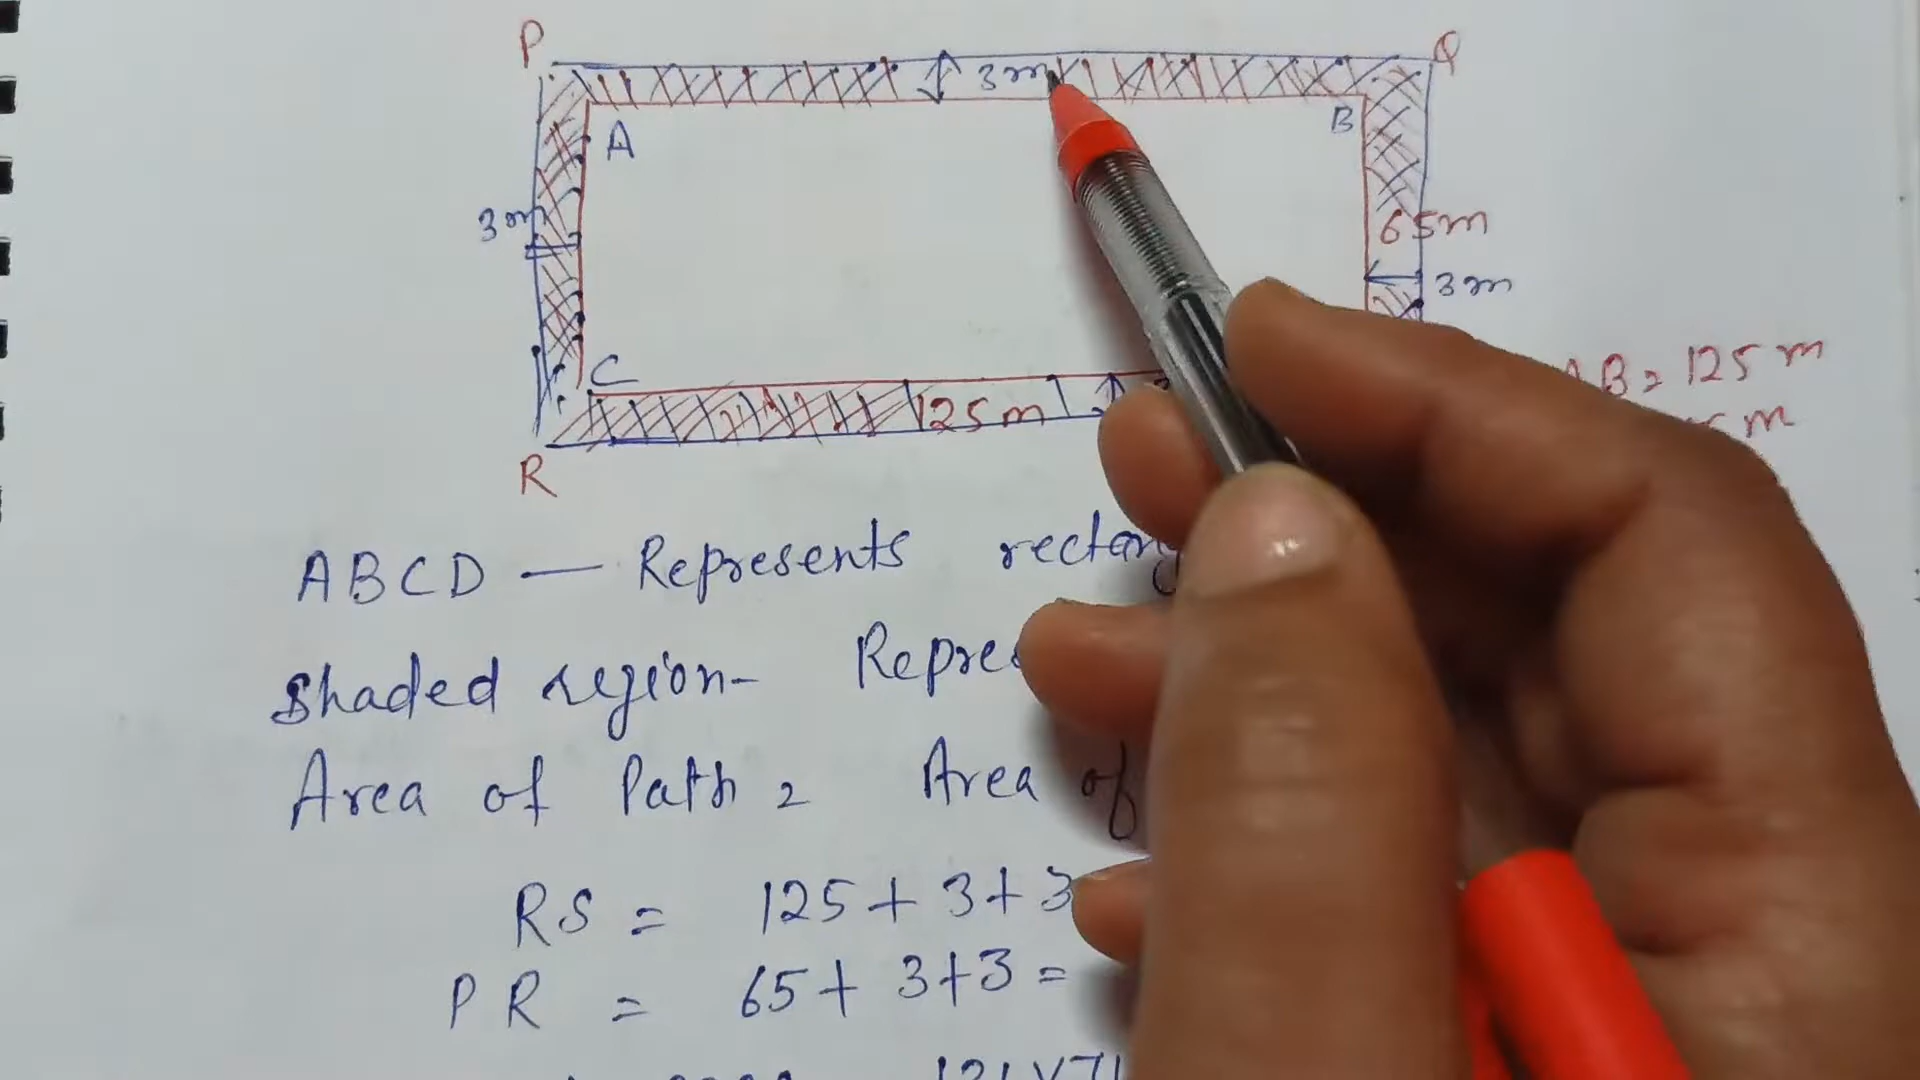 P
Q
3m
A
B
3m
65m
3m
C
125m
AB = 125 m
m
R
ABCD — Represents
Shaded region-
Area of Path = Area of
RS = 125 + 3 + 3
PR = 65 + 3 + 3 =